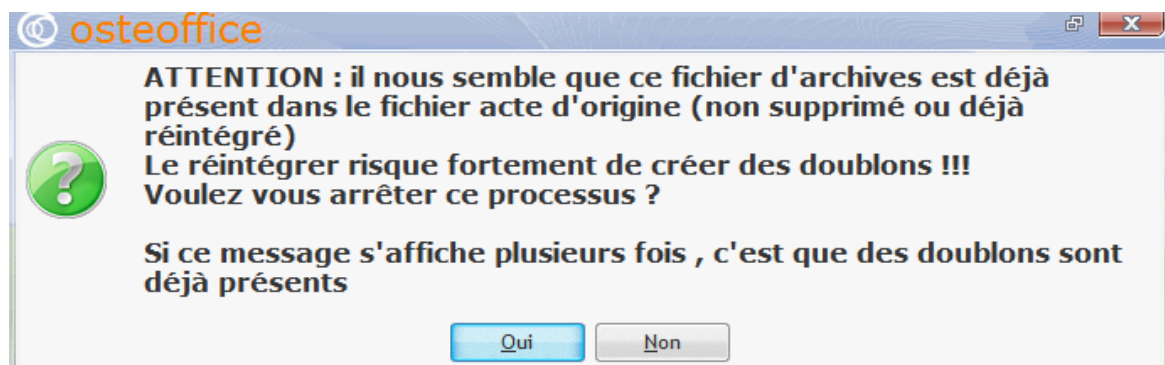 osteoffice
ATTENTION : il nous semble que ce fichier d'archives est déjà
présent dans le fichier acte d'origine (non supprimé ou déjà
réintégré)
Le réintégrer risque fortement de créer des doublons !!!
Voulez vous arrêter ce processus ?
Si ce message s'affiche plusieurs fois , c'est que des doublons sont
déjà présents
Oui Non